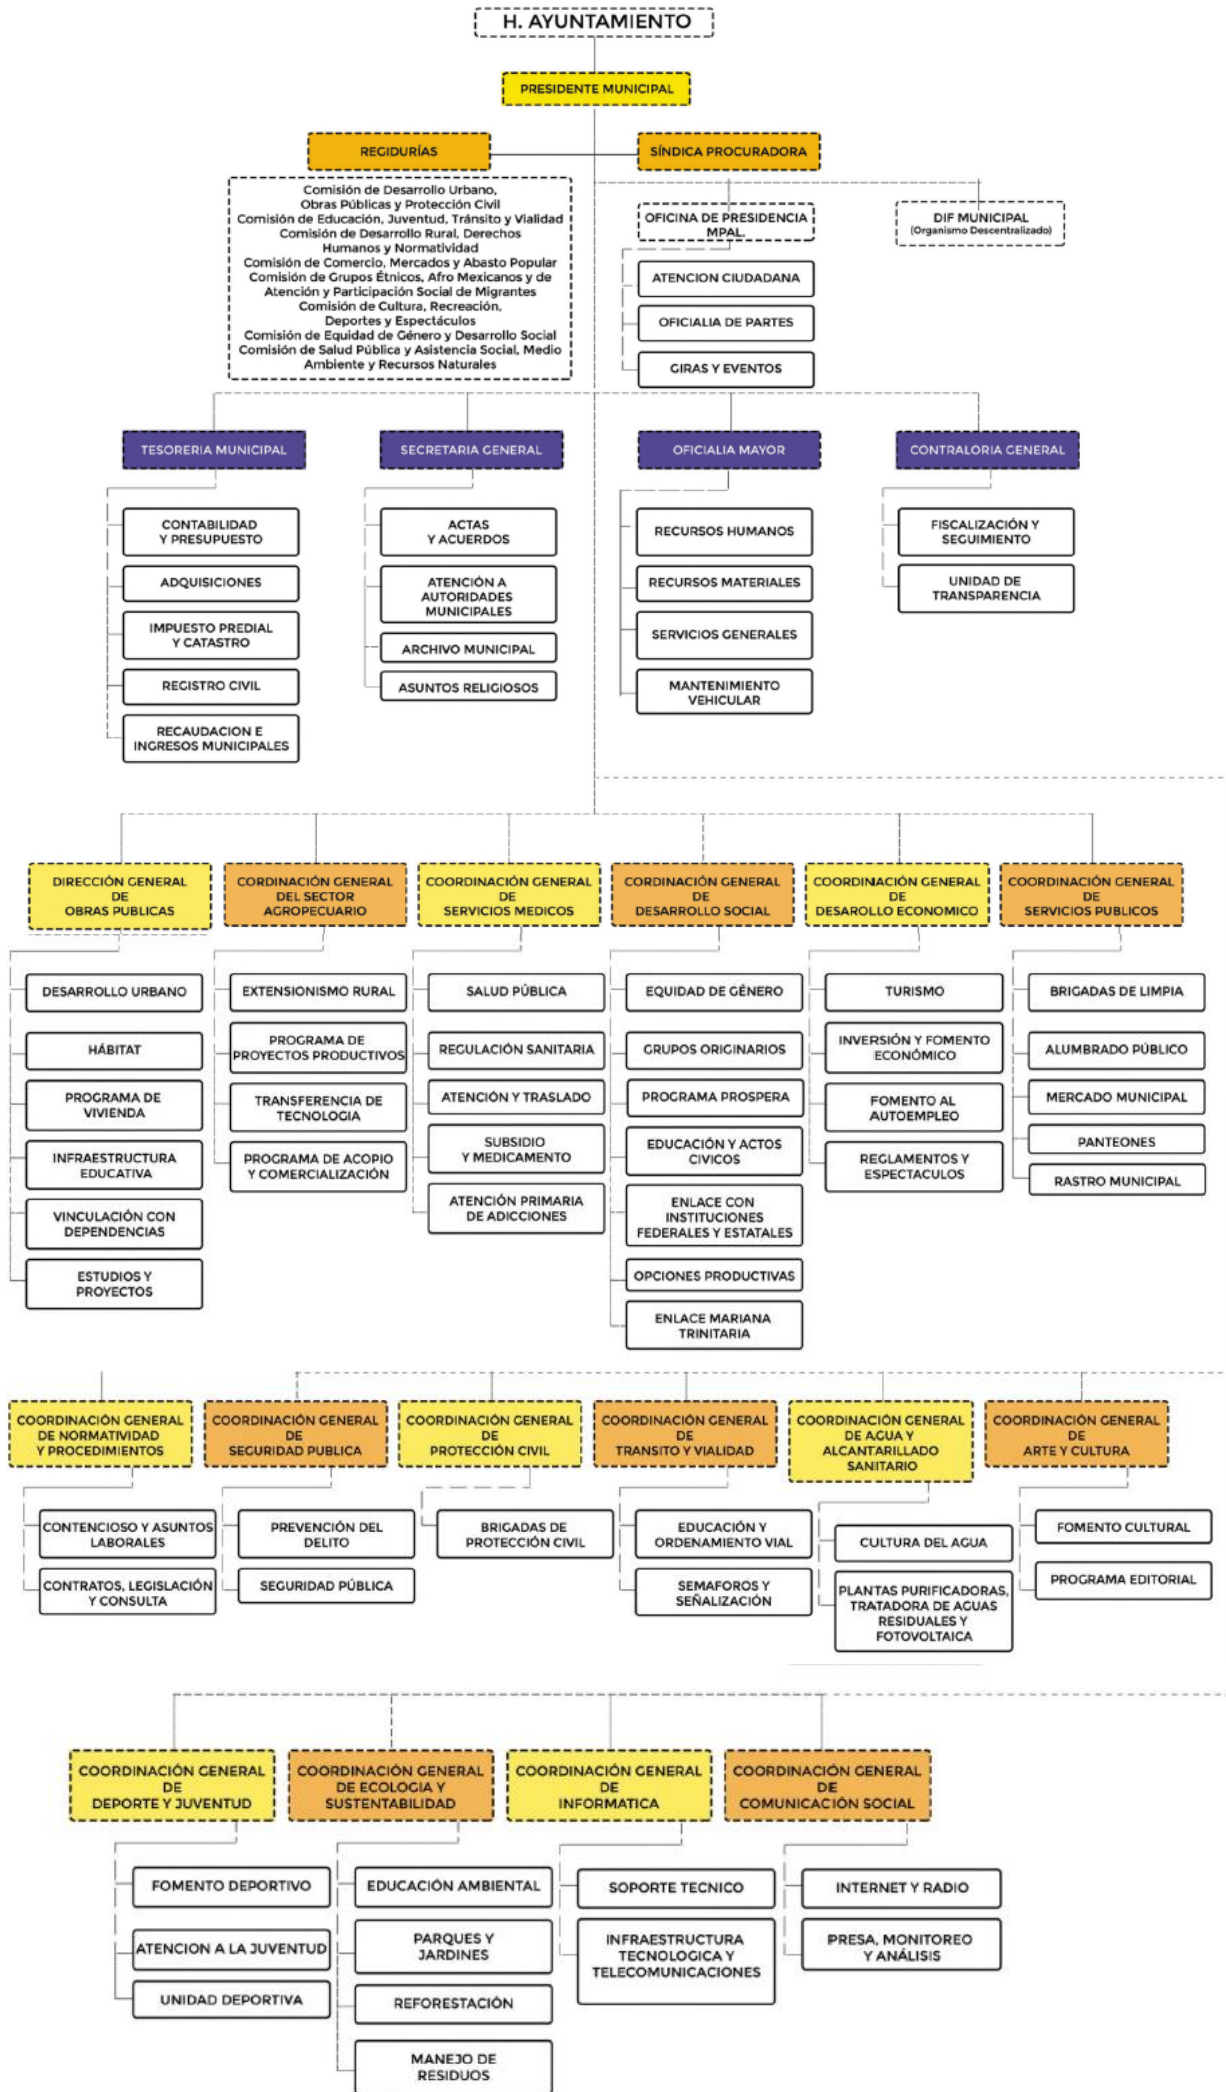 H. AYUNTAMIENTO
PRESIDENTE MUNICIPAL
REGIDURÍAS
SÍNDICA PROCURADORA
Comisión de Desarrollo Urbano,
Obras Públicas y Protección Civil
Comisión de Educación, Juventud, Tránsito y Vialidad
Comisión de Desarrollo Rural, Derechos
Humanos y Normatividad
Comisión de Comercio, Mercados y Abasto Popular
Comisión de Grupos Étnicos, Afro Mexicanos y de
Atención y Participación Social de Migrantes
Comisión de Cultura, Recreación,
Deportes y Espectáculos
Comisión de Equidad de Género y Desarrollo Social
Comisión de Salud Pública y Asistencia Social, Medio
Ambiente y Recursos Naturales
OFICINA DE PRESIDENCIA
MPAL.
DIF MUNICIPAL
(Organismo Descentralizado)
ATENCION CIUDADANA
OFICIALIA DE PARTES
GIRAS Y EVENTOS
TESORERIA MUNICIPAL
SECRETARIA GENERAL
OFICIALIA MAYOR
CONTRALORIA GENERAL
CONTABILIDAD
Y PRESUPUESTO
ADQUISICIONES
IMPUESTO PREDIAL
Y CATASTRO
REGISTRO CIVIL
RECAUDACION E
INGRESOS MUNICIPALES
ACTAS
Y ACUERDOS
ATENCIÓN A
AUTORIDADES
MUNICIPALES
ARCHIVO MUNICIPAL
ASUNTOS RELIGIOSOS
RECURSOS HUMANOS
RECURSOS MATERIALES
SERVICIOS GENERALES
MANTENIMIENTO
VEHICULAR
FISCALIZACIÓN Y
SEGUIMIENTO
UNIDAD DE
TRANSPARENCIA
DIRECCIÓN GENERAL
DE
OBRAS PUBLICAS
CORDINACIÓN GENERAL
DEL SECTOR
AGROPECUARIO
COORDINACIÓN GENERAL
DE
SERVICIOS MEDICOS
CORDINACIÓN GENERAL
DE
DESARROLLO SOCIAL
COORDINACIÓN GENERAL
DE
DESAROLLO ECONOMICO
COORDINACIÓN GENERAL
DE
SERVICIOS PUBLICOS
DESARROLLO URBANO
HÁBITAT
PROGRAMA DE
VIVIENDA
INFRAESTRUCTURA
EDUCATIVA
VINCULACIÓN CON
DEPENDENCIAS
ESTUDIOS Y
PROYECTOS
EXTENSIONISMO RURAL
PROGRAMA DE
PROYECTOS PRODUCTIVOS
TRANSFERENCIA DE
TECNOLOGIA
PROGRAMA DE ACOPIO
Y COMERCIALIZACIÓN
SALUD PÚBLICA
REGULACIÓN SANITARIA
ATENCIÓN Y TRASLADO
SUBSIDIO
Y MEDICAMENTO
ATENCIÓN PRIMARIA
DE ADICCIONES
EQUIDAD DE GÉNERO
GRUPOS ORIGINARIOS
PROGRAMA PROSPERA
EDUCACIÓN Y ACTOS
CIVICOS
ENLACE CON
INSTITUCIONES
FEDERALES Y ESTATALES
OPCIONES PRODUCTIVAS
ENLACE MARIANA
TRINITARIA
TURISMO
INVERSIÓN Y FOMENTO
ECONÓMICO
FOMENTO AL
AUTOEMPLEO
REGLAMENTOS Y
ESPECTACULOS
BRIGADAS DE LIMPIA
ALUMBRADO PÚBLICO
MERCADO MUNICIPAL
PANTEONES
RASTRO MUNICIPAL
COORDINACIÓN GENERAL
DE NORMATIVIDAD
Y PROCEDIMIENTOS
COORDINACIÓN GENERAL
DE
SEGURIDAD PUBLICA
COORDINACIÓN GENERAL
DE
PROTECCIÓN CIVIL
COORDINACIÓN GENERAL
DE
TRANSITO Y VIALIDAD
COORDINACIÓN GENERAL
DE AGUA Y
ALCANTARILLADO
SANITARIO
COORDINACIÓN GENERAL
DE
ARTE Y CULTURA
CONTENCIOSO Y ASUNTOS
LABORALES
CONTRATOS, LEGISLACIÓN
Y CONSULTA
PREVENCIÓN DEL
DELITO
SEGURIDAD PÚBLICA
BRIGADAS DE
PROTECCIÓN CIVIL
EDUCACIÓN Y
ORDENAMIENTO VIAL
SEMAFOROS Y
SEÑALIZACIÓN
CULTURA DEL AGUA
PLANTAS PURIFICADORAS,
TRATADORA DE AGUAS
RESIDUALES Y
FOTOVOLTAICA
FOMENTO CULTURAL
PROGRAMA EDITORIAL
COORDINACIÓN GENERAL
DE
DEPORTE Y JUVENTUD
COORDINACIÓN GENERAL
DE ECOLOGIA Y
SUSTENTABILIDAD
COORDINACIÓN GENERAL
DE
INFORMATICA
COORDINACIÓN GENERAL
DE
COMUNICACIÓN SOCIAL
FOMENTO DEPORTIVO
ATENCION A LA JUVENTUD
UNIDAD DEPORTIVA
EDUCACIÓN AMBIENTAL
PARQUES Y
JARDINES
REFORESTACIÓN
MANEJO DE
RESIDUOS
SOPORTE TECNICO
INFRAESTRUCTURA
TECNOLOGICA Y
TELECOMUNICACIONES
INTERNET Y RADIO
PRESA, MONITOREO
Y ANÁLISIS